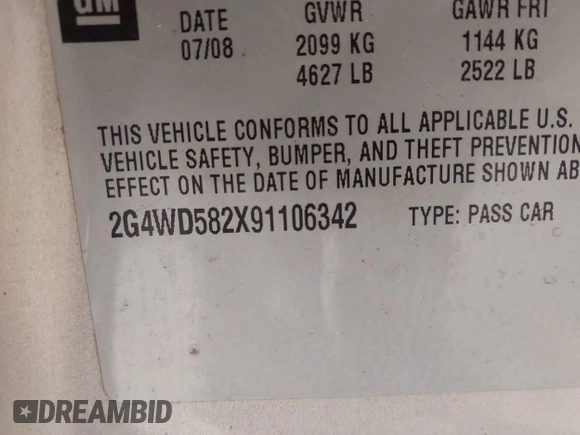 GM
DATE GVWR GAWR FRT
07/08 2099 KG 1144 KG
4627 LB 2522 LB
THIS VEHICLE CONFORMS TO ALL APPLICABLE U.S.
VEHICLE SAFETY, BUMPER, AND THEFT PREVENTION
EFFECT ON THE DATE OF MANUFACTURE SHOWN AB
2G4WD582X91106342 TYPE: PASS CAR
DREAMBID